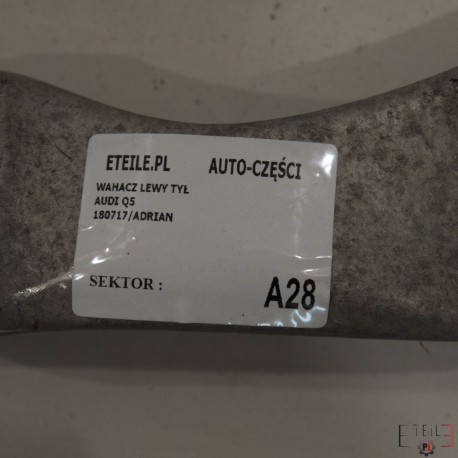 ETEILE.PL AUTO-CZĘŚCI
WAHACZ LEWY TYŁ
AUDI Q5
180717/ADRIAN
SEKTOR : A28
ETEILE
PL